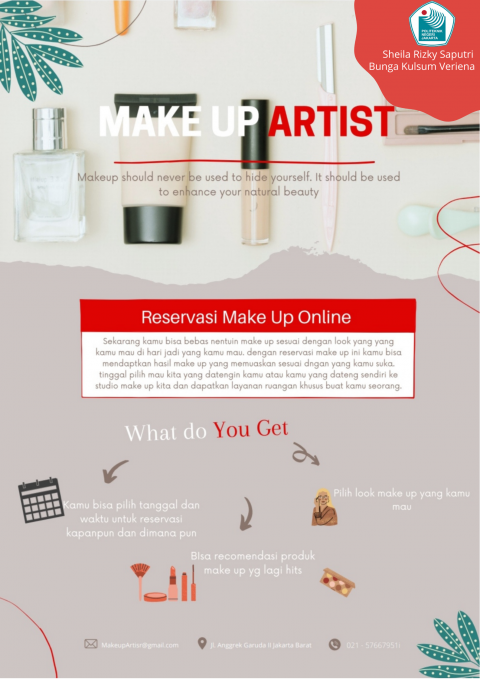 POLITEKNIK
NEGERI
JAKARTA
Sheila Rizky Saputri
Bunga Kulsum Veriena
MAKE UP ARTIST
Makeup should never be used to hide yourself. It should be used
to enhance your natural beauty
Reservasi Make Up Online
Sekarang kamu bisa bebas nentuin make up sesuai dengan look yang yang
kamu mau di hari jadi yang kamu mau. dengan reservasi make up ini kamu bisa
mendaptkan hasil make up yang memuaskan sesuai dngan yang kamu suka.
tinggal pilih mau kita yang datengin kamu atau kamu yang dateng sendiri ke
studio make up kita dan dapatkan layanan ruangan khusus buat kamu seorang.
What do You Get
Kamu bisa pilih tanggal dan
waktu untuk reservasi
kapanpun dan dimana pun
Pilih look make up yang kamu
mau
BIsa recomendasi produk
make up yg lagi hits
MakeupArtisr@gmail.com
Jl. Anggrek Garuda II Jakarta Barat
021 -